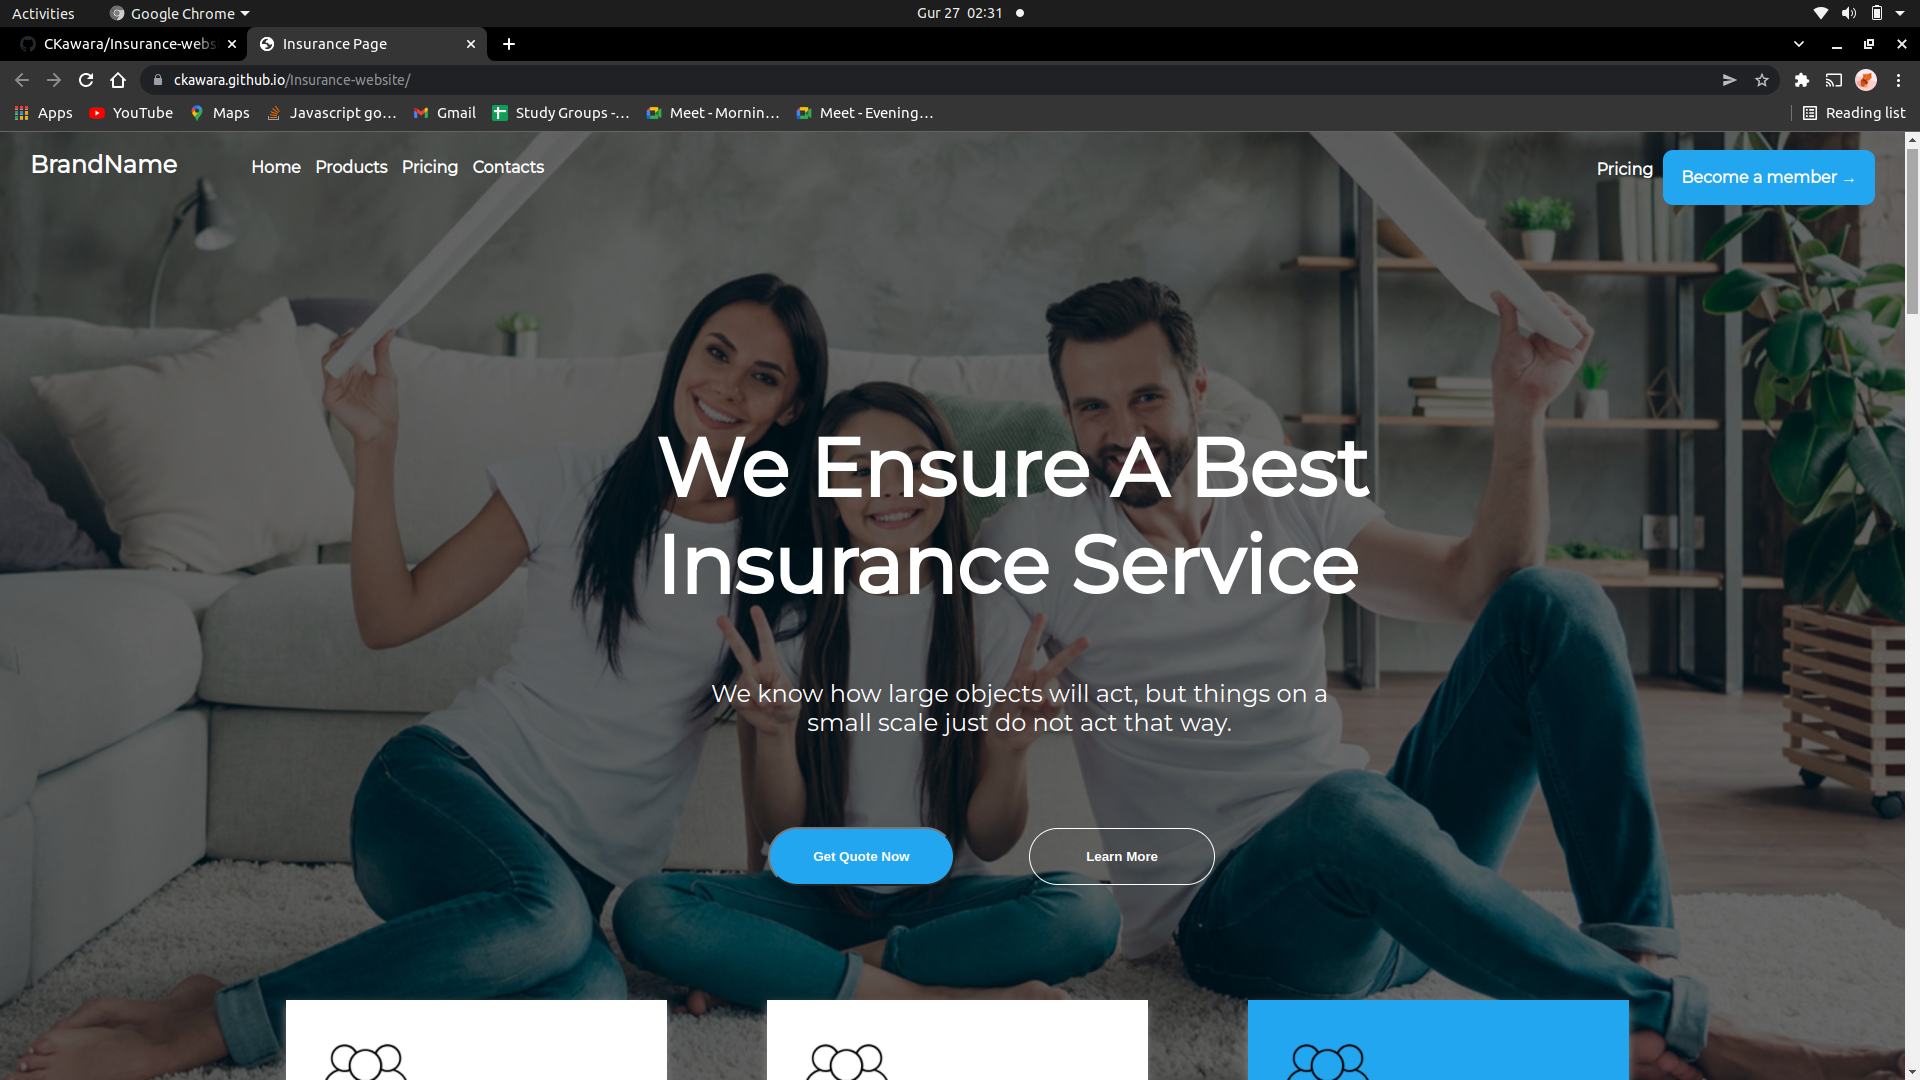 Activities
Google Chrome
Gur 27 02:31
CKawara/Insurance-webs
Insurance Page
ckawara.github.io/Insurance-website/
Apps
YouTube
Maps
Javascript go...
Gmail
Study Groups -...
Meet - Mornin...
Meet - Evening...
Reading list
BrandName
Home
Products
Pricing
Contacts
Pricing
Become a member →
We Ensure A Best
Insurance Service
We know how large objects will act, but things on a
small scale just do not act that way.
Get Quote Now
Learn More